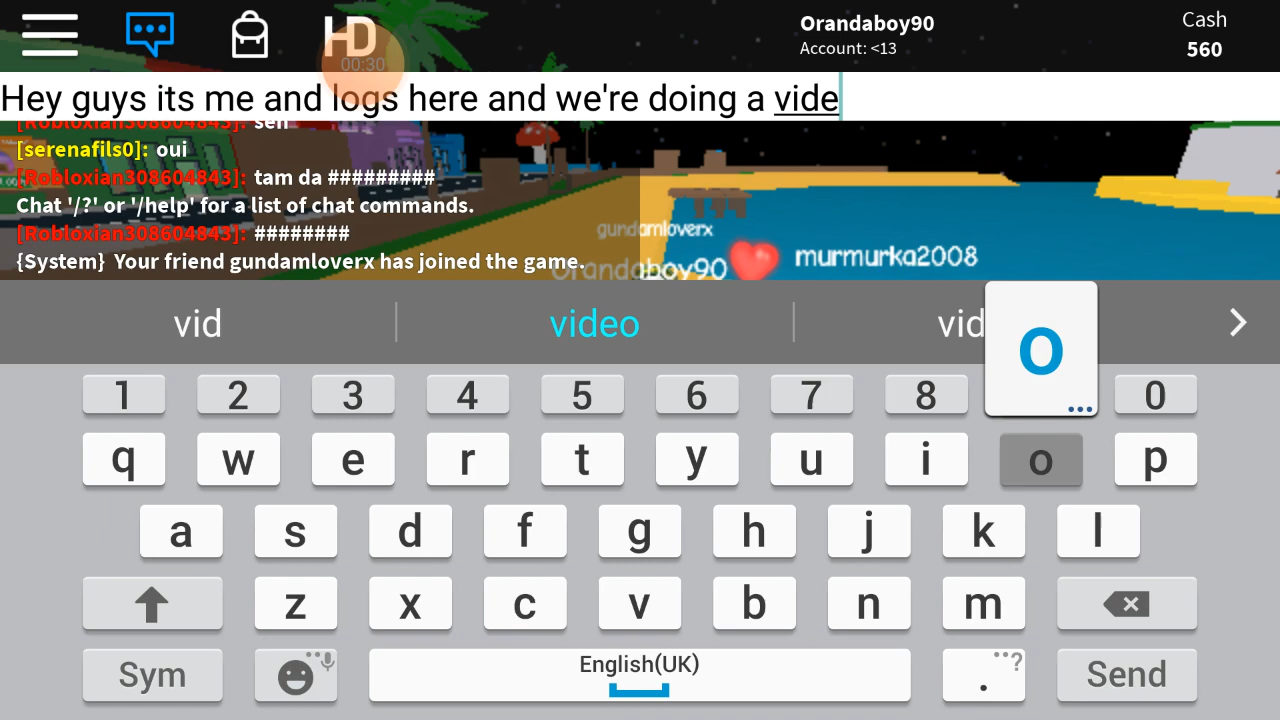 HD
00:30
Orandaboy90
Account: <13
Cash
560
Hey guys its me and logs here and we're doing a vide
[Robloxian308604843]: sen
[serenafils0]: oui
[Robloxian308604843]: tam da #########
Chat '/?' or '/help' for a list of chat commands.
[Robloxian308604843]: ########
{System} Your friend gundamloverx has joined the game.
gundamloverx
Orandaboy90
murmurka2008
vid video vid
o
1 2 3 4 5 6 7 8 0
q w e r t y u i o p
a s d f g h j k l
z x c v b n m
Sym English(UK) . ? Send